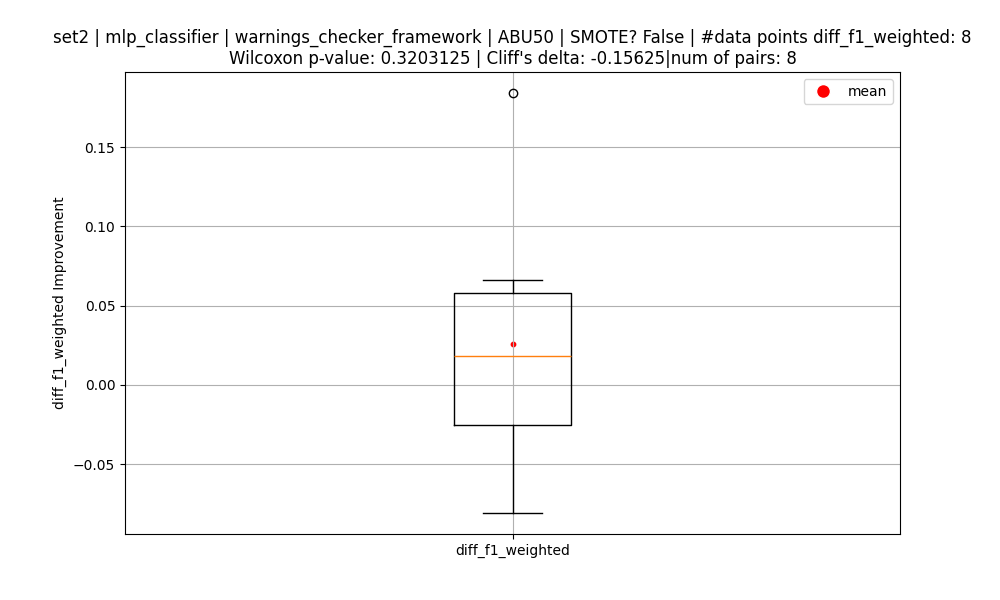 set2 | mlp_classifier | warnings_checker_framework | ABU50 | SMOTE? False | #data points diff_f1_weighted: 8
Wilcoxon p-value: 0.3203125 | Cliff's delta: -0.15625|num of pairs: 8
mean
diff_f1_weighted Improvement
0.15
0.10
0.05
0.00
−0.05
diff_f1_weighted